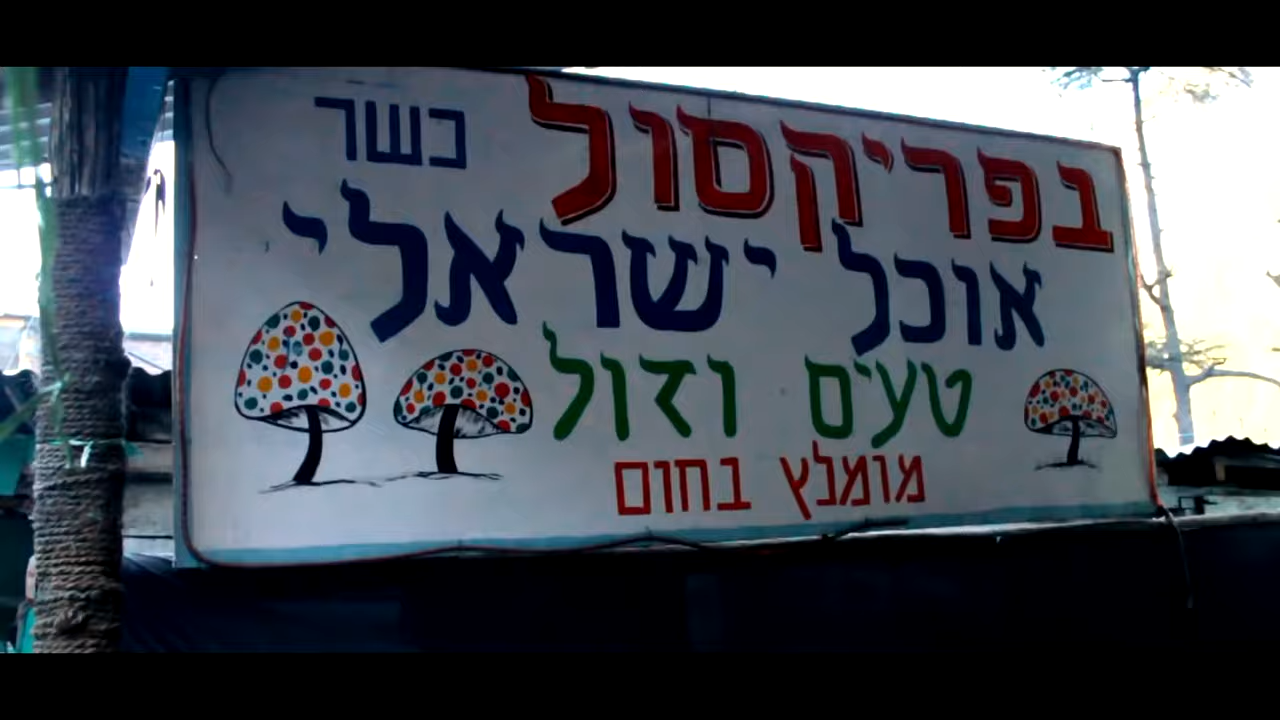 בפריקסול כשר
אוכל ישראלי
טעים וזול
מומלץ בחום